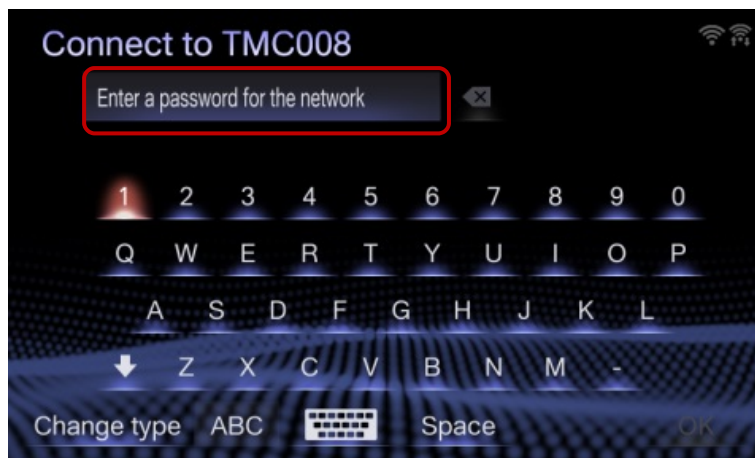 Connect to TMC008
Enter a password for the network
1 2 3 4 5 6 7 8 9 0
Q W E R T Y U I O P
A S D F G H J K L
Z X C V B N M -
Change type ABC Space OK